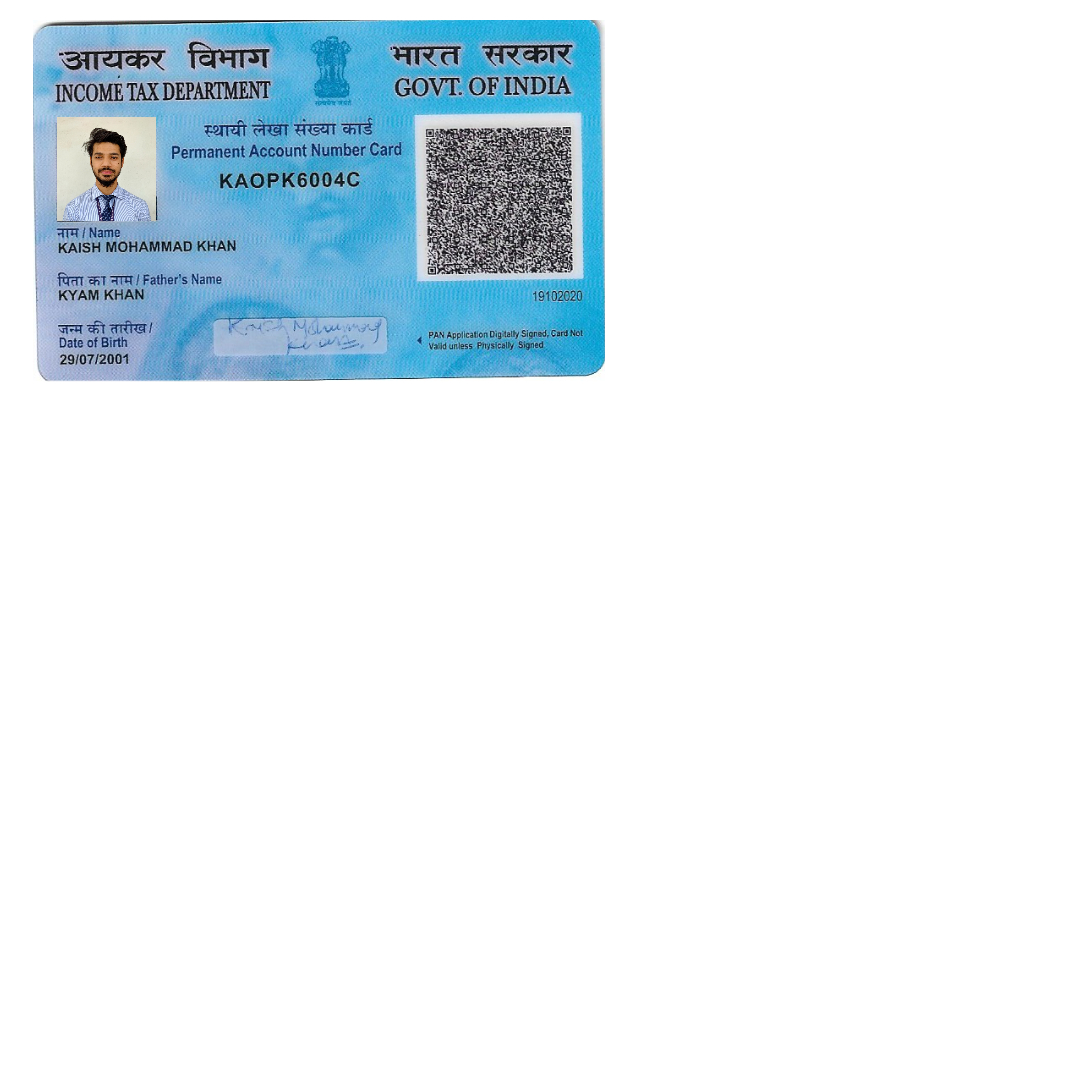 आयकर विभाग
INCOME TAX DEPARTMENT
सत्यमेव जयते
भारत सरकार
GOVT. OF INDIA
स्थायी लेखा संख्या कार्ड
Permanent Account Number Card
KAOPK6004C
नाम / Name
KAISH MOHAMMAD KHAN
पिता का नाम / Father's Name
KYAM KHAN
जन्म की तारीख /
Date of Birth
29/07/2001
Kaish Mohammad
Khan
19102020
PAN Application Digitally Signed, Card Not
Valid unless Physically Signed